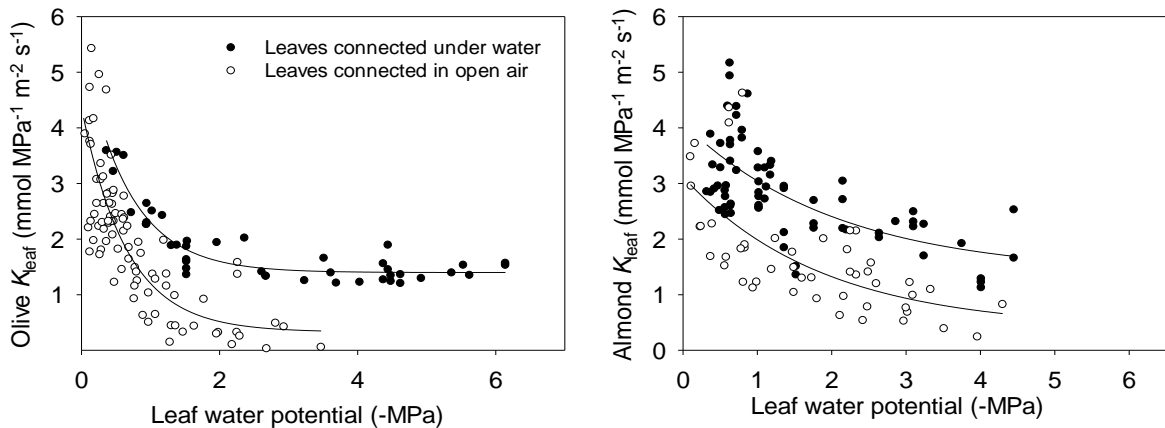 Olive Kleaf (mmol MPa-1 m-2 s-1)
6
5
4
3
2
1
0
Leaves connected under water
Leaves connected in open air
0 2 4 6
Leaf water potential (-MPa)
Almond Kleaf (mmol MPa-1 m-2 s-1)
6
5
4
3
2
1
0
0 1 2 3 4 5 6
Leaf water potential (-MPa)